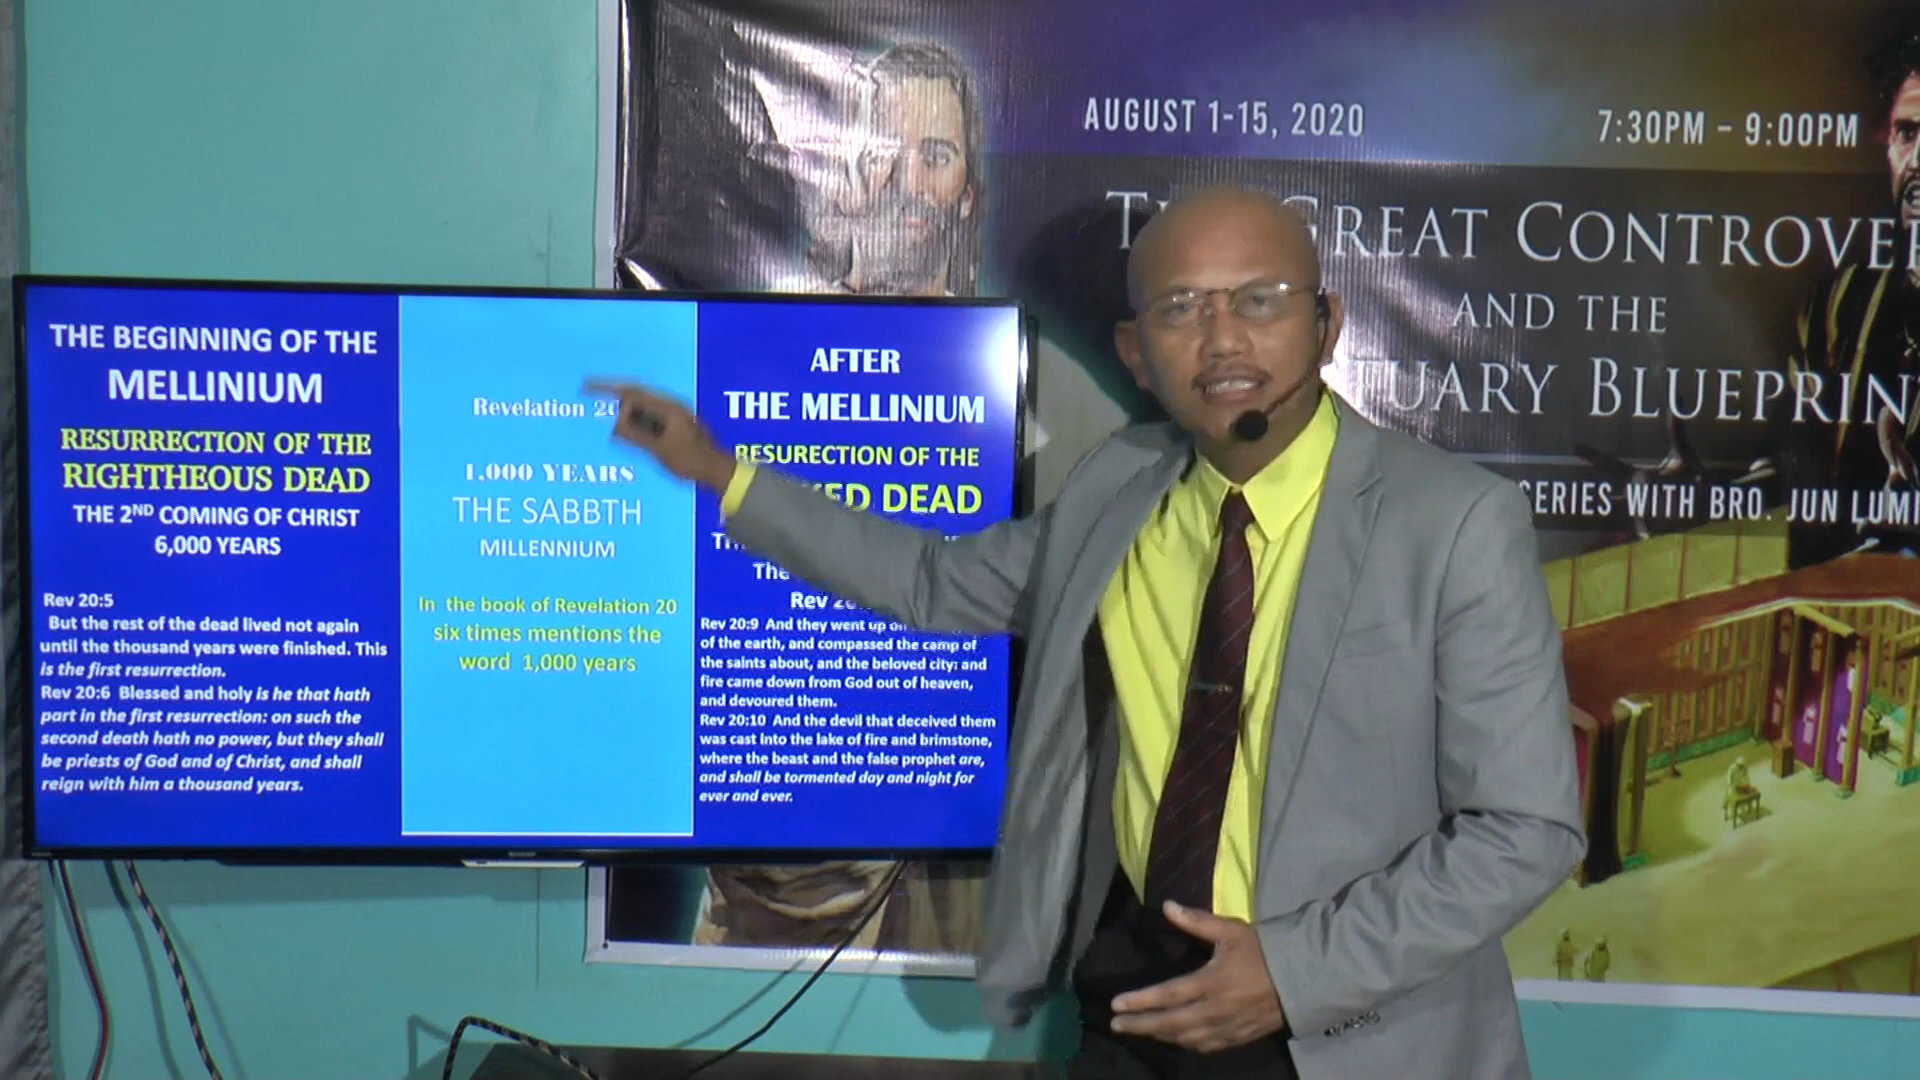 AUGUST 1-15, 2020
7:30PM - 9:00PM
GREAT CONTROVE
AND THE
BLUEPRIN
SERIES WITH BRO. JUN
THE BEGINNING OF THE
MELLINIUM
RESURRECTION OF THE
RIGHTHEOUS DEAD
THE 2ND COMING OF CHRIST
6,000 YEARS
Rev 20:5
But the rest of the dead lived not again
until the thousand years were finished. This
is the first resurrection.
Rev 20:6 Blessed and holy is he that hath
part in the first resurrection: on such the
second death hath no power, but they shall
be priests of God and of Christ, and shall
reign with him a thousand years.
Revelation
1,000 YEARS
THE SABBTH
MILLENNIUM
In the book of Revelation 20
six times mentions the
word 1,000 years
AFTER
THE MELLINIUM
RESURECTION OF THE
DEAD
The
Rev
Rev 20:9 And they went up on
of the earth, and compassed the camp of
the saints about, and the beloved city: and
fire came down from God out of heaven,
and devoured them.
Rev 20:10 And the devil that deceived them
was cast into the lake of fire and brimstone,
where the beast and the false prophet are,
and shall be tormented day and night for
ever and ever.